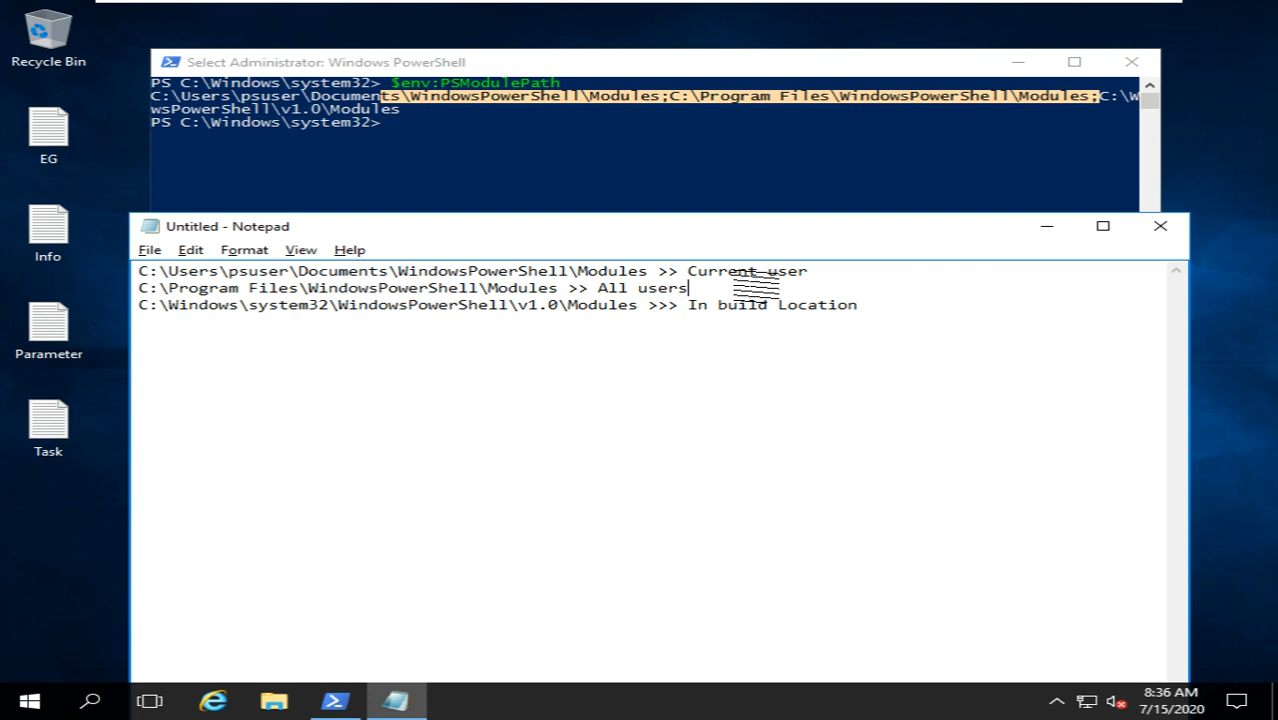 Recycle Bin
EG
Info
Parameter
Task
Select Administrator: Windows PowerShell
PS C:\Windows\system32> $env:PSModulePath
C:\Users\psuser\Documents\WindowsPowerShell\Modules;C:\Program Files\WindowsPowerShell\Modules;C:\W
wsPowerShell\v1.0\Modules
PS C:\Windows\system32>
Untitled - Notepad
File Edit Format View Help
C:\Users\psuser\Documents\WindowsPowerShell\Modules >> Current user
C:\Program Files\WindowsPowerShell\Modules >> All users
C:\Windows\system32\WindowsPowerShell\v1.0\Modules >>> In build Location
8:36 AM
7/15/2020